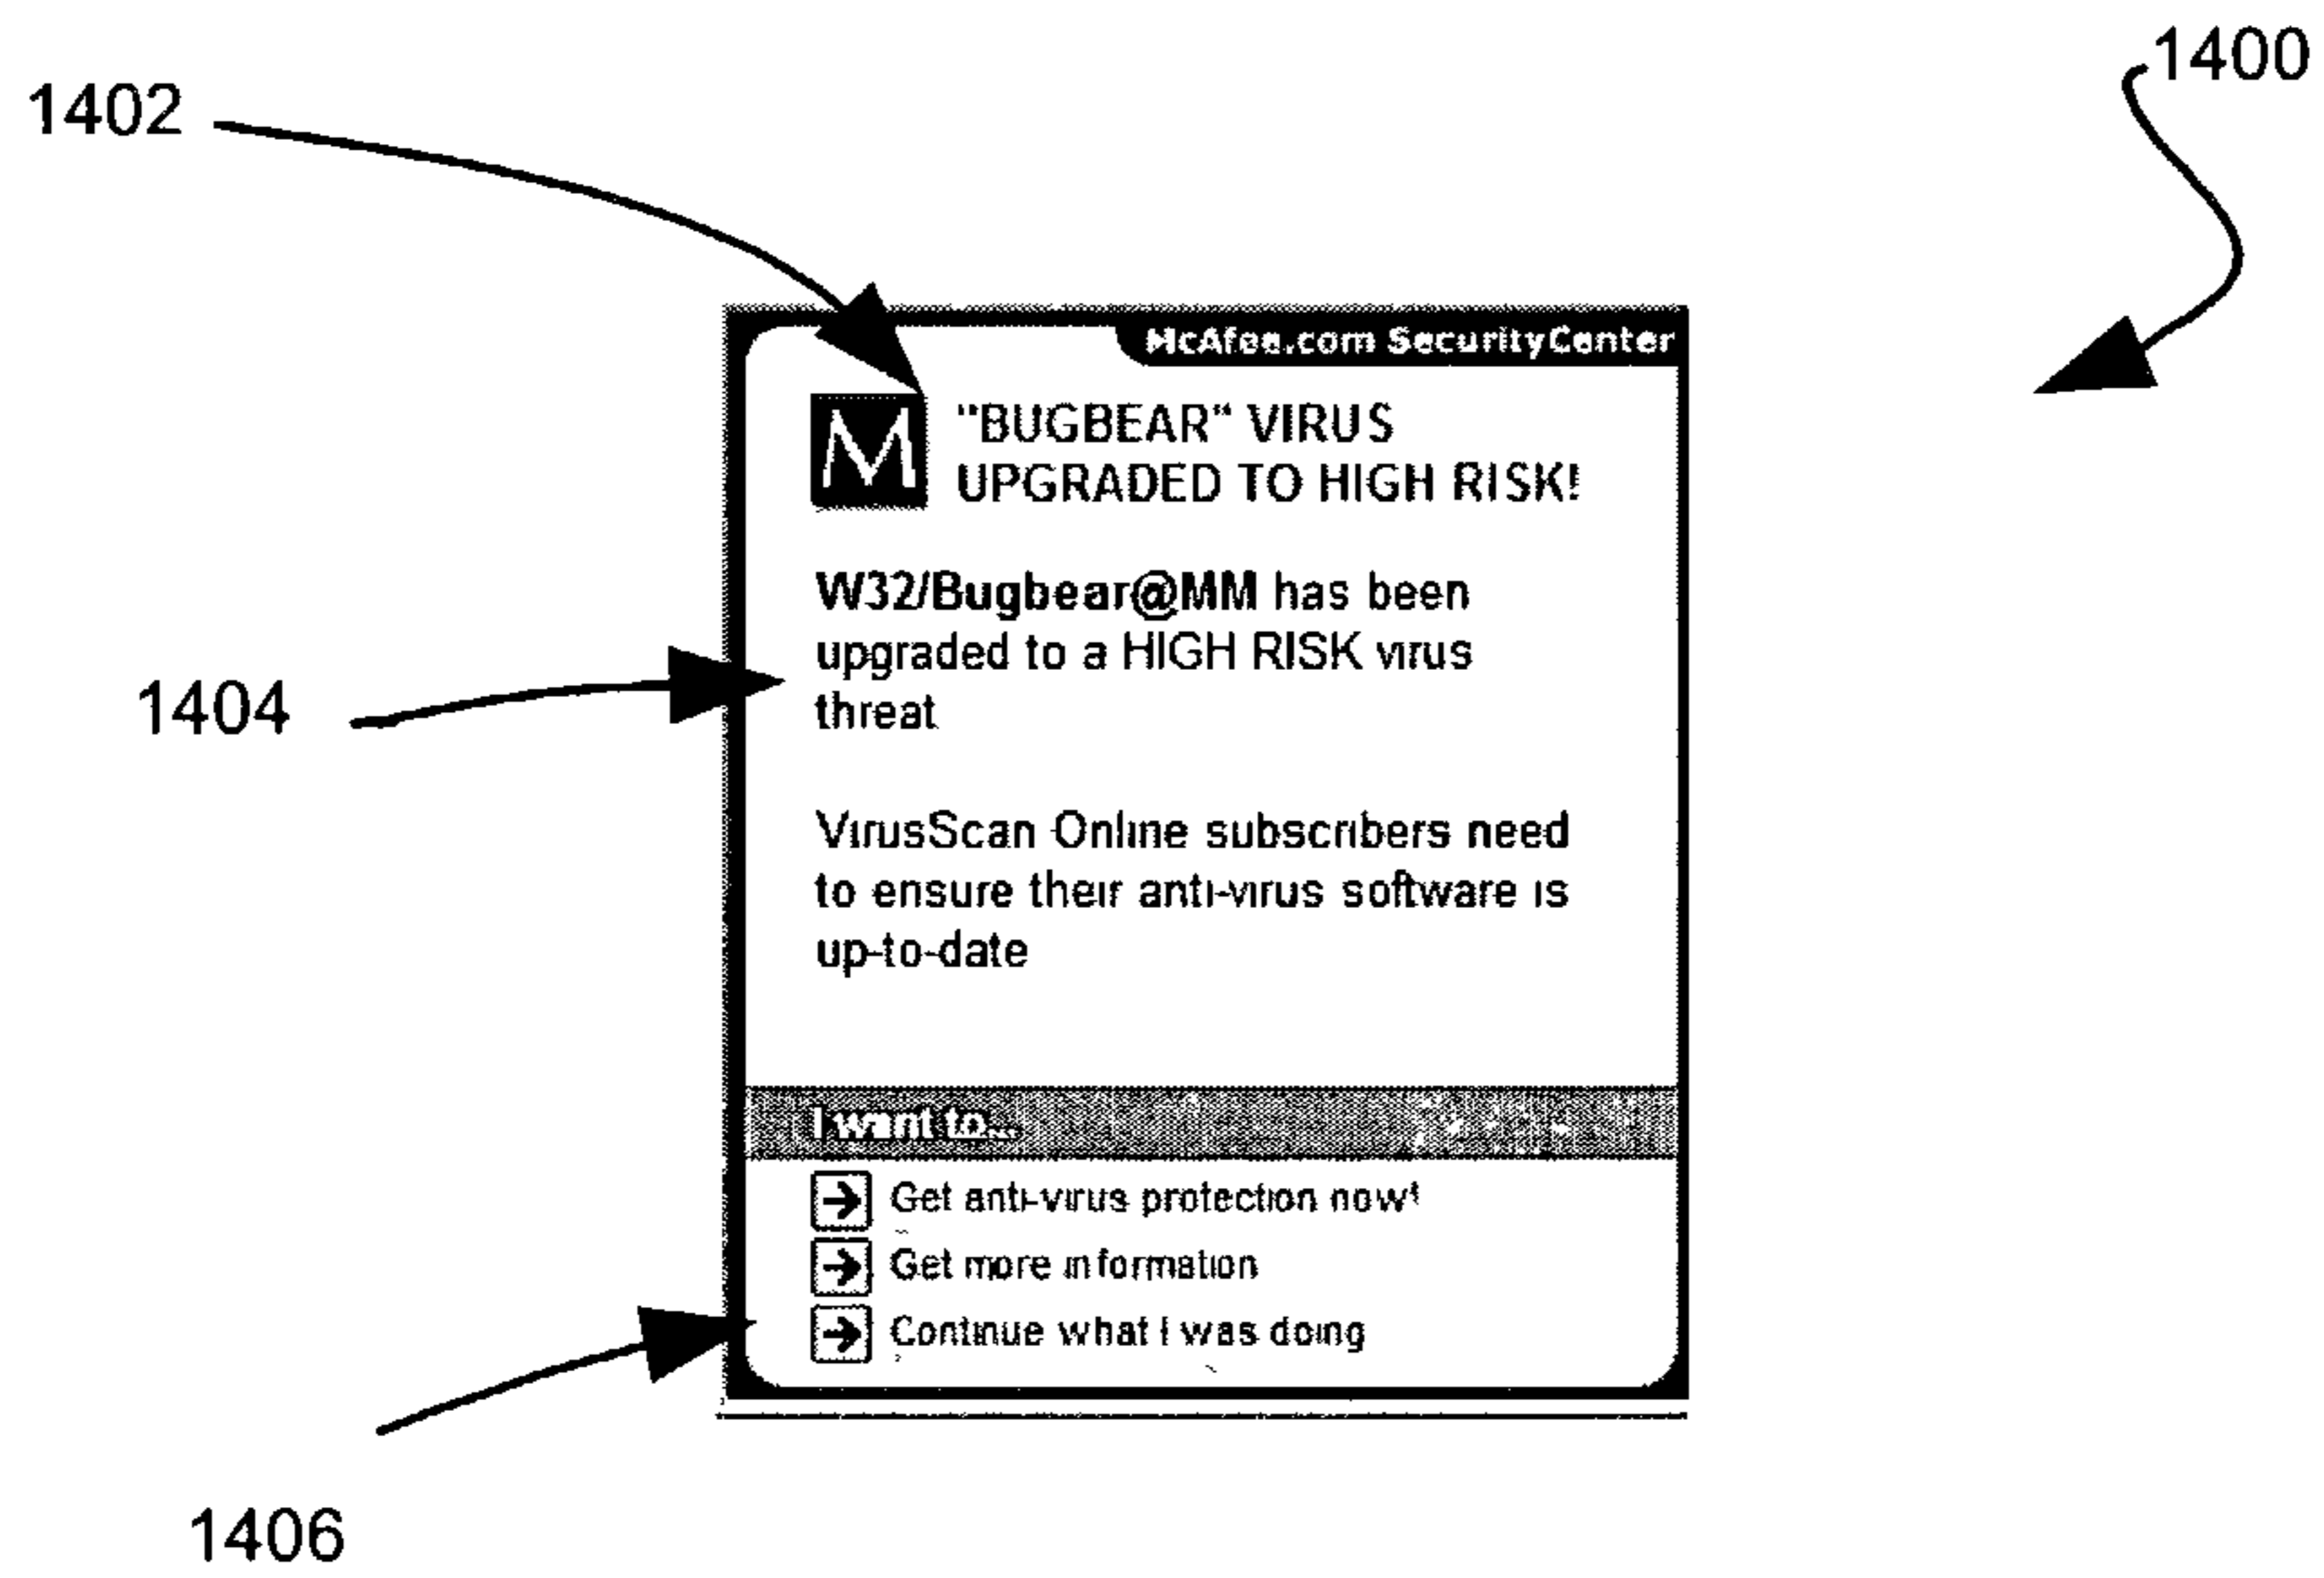 1400
1402
McAfee.com SecurityCenter
M "BUGBEAR" VIRUS
UPGRADED TO HIGH RISK!
W32/Bugbear@MM has been
upgraded to a HIGH RISK virus
threat
1404
VirusScan Online subscribers need
to ensure their anti-virus software is
up-to-date
I want to...
Get anti-virus protection now!
Get more information
Continue what I was doing
1406